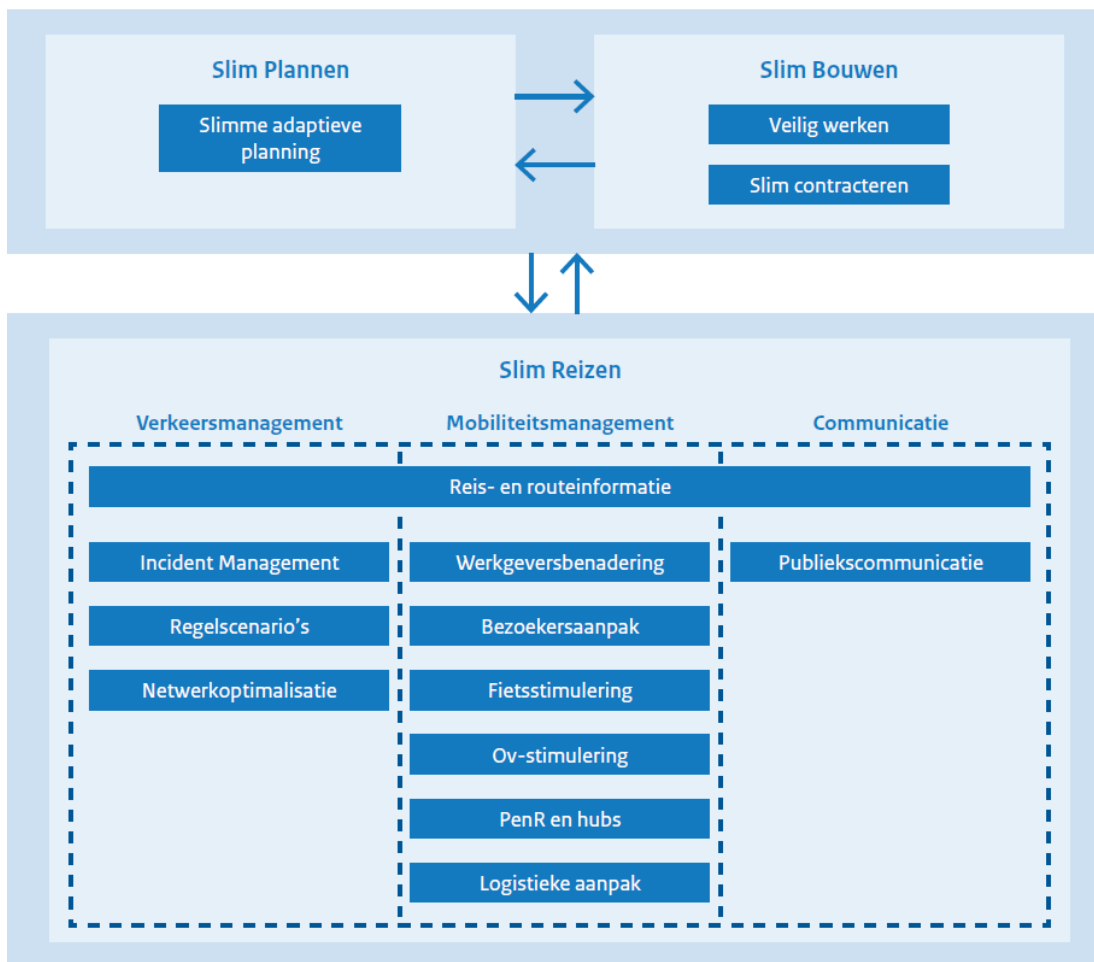 Slim Plannen
Slimme adaptieve
planning
Slim Bouwen
Veilig werken
Slim contracteren
Slim Reizen
Verkeersmanagement
Mobiliteitsmanagement
Communicatie
Reis- en routeinformatie
Incident Management
Werkgeversbenadering
Publiekscommunicatie
Regelscenario’s
Bezoekersaanpak
Netwerkoptimalisatie
Fietsstimulering
Ov-stimulering
PenR en hubs
Logistieke aanpak